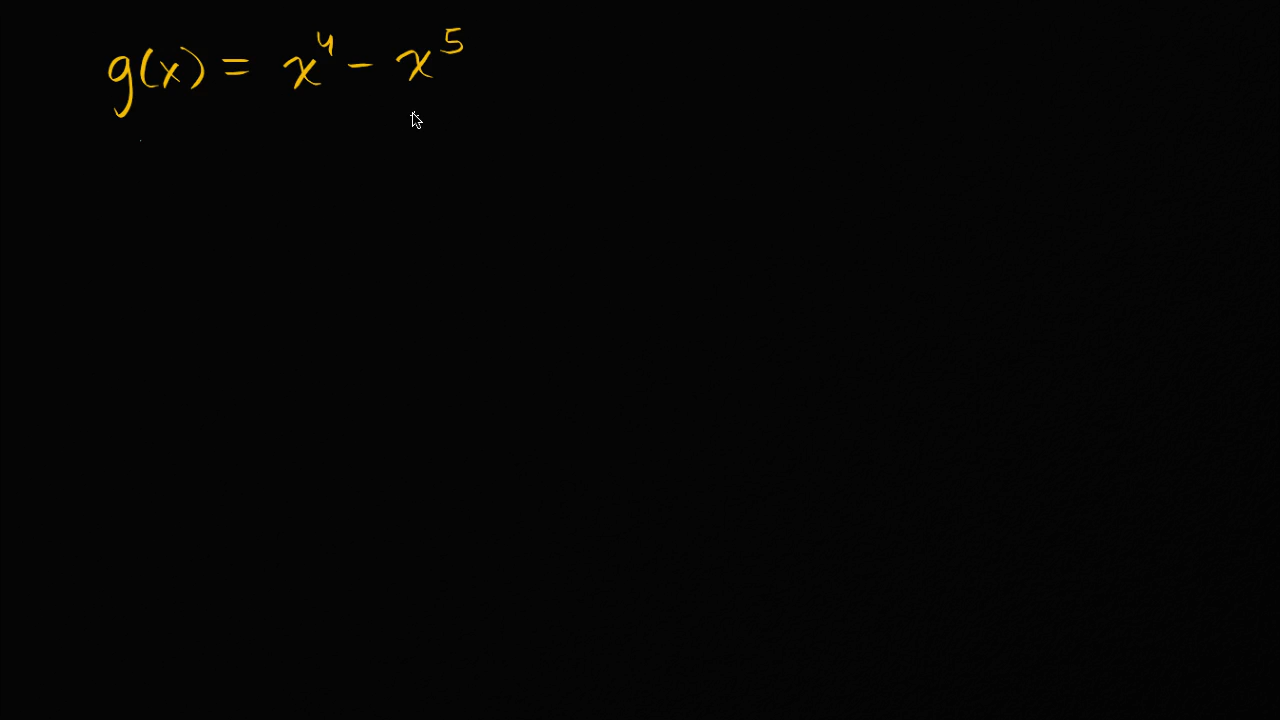 g(x) = x⁴ - x⁵